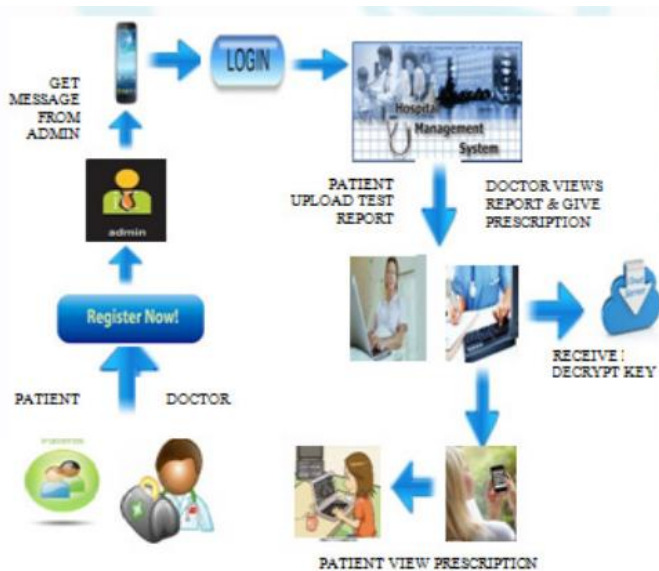 GET
MESSAGE
FROM
ADMIN
LOGIN
Hospital
Management
System
PATIENT
UPLOAD TEST
REPORT
DOCTOR VIEWS
REPORT & GIVE
PRESCRIPTION
admin
Register Now!
RECEIVE
DECRYPT KEY
PATIENT
DOCTOR
PATIENT VIEW PRESCRIPTION